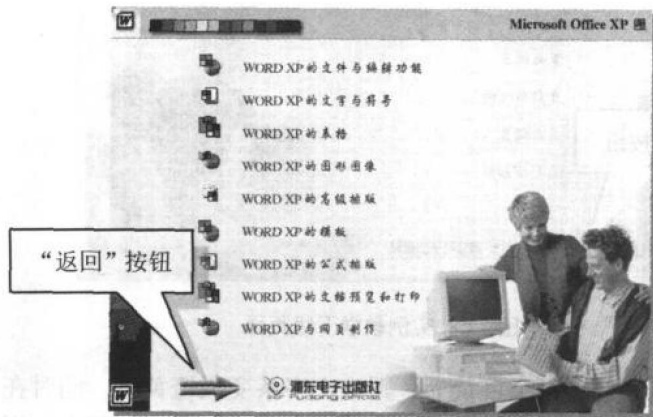 Microsoft Office XP
WORD XP的文件与编辑功能
WORD XP的文字与符号
WORD XP的表格
WORD XP的图形图像
WORD XP的高级排版
WORD XP的模板
WORD XP的公式排版
WORD XP的文档预览和打印
WORD XP与网页制作
“返回”按钮
浦东电子出版社
Pudong ePRESS